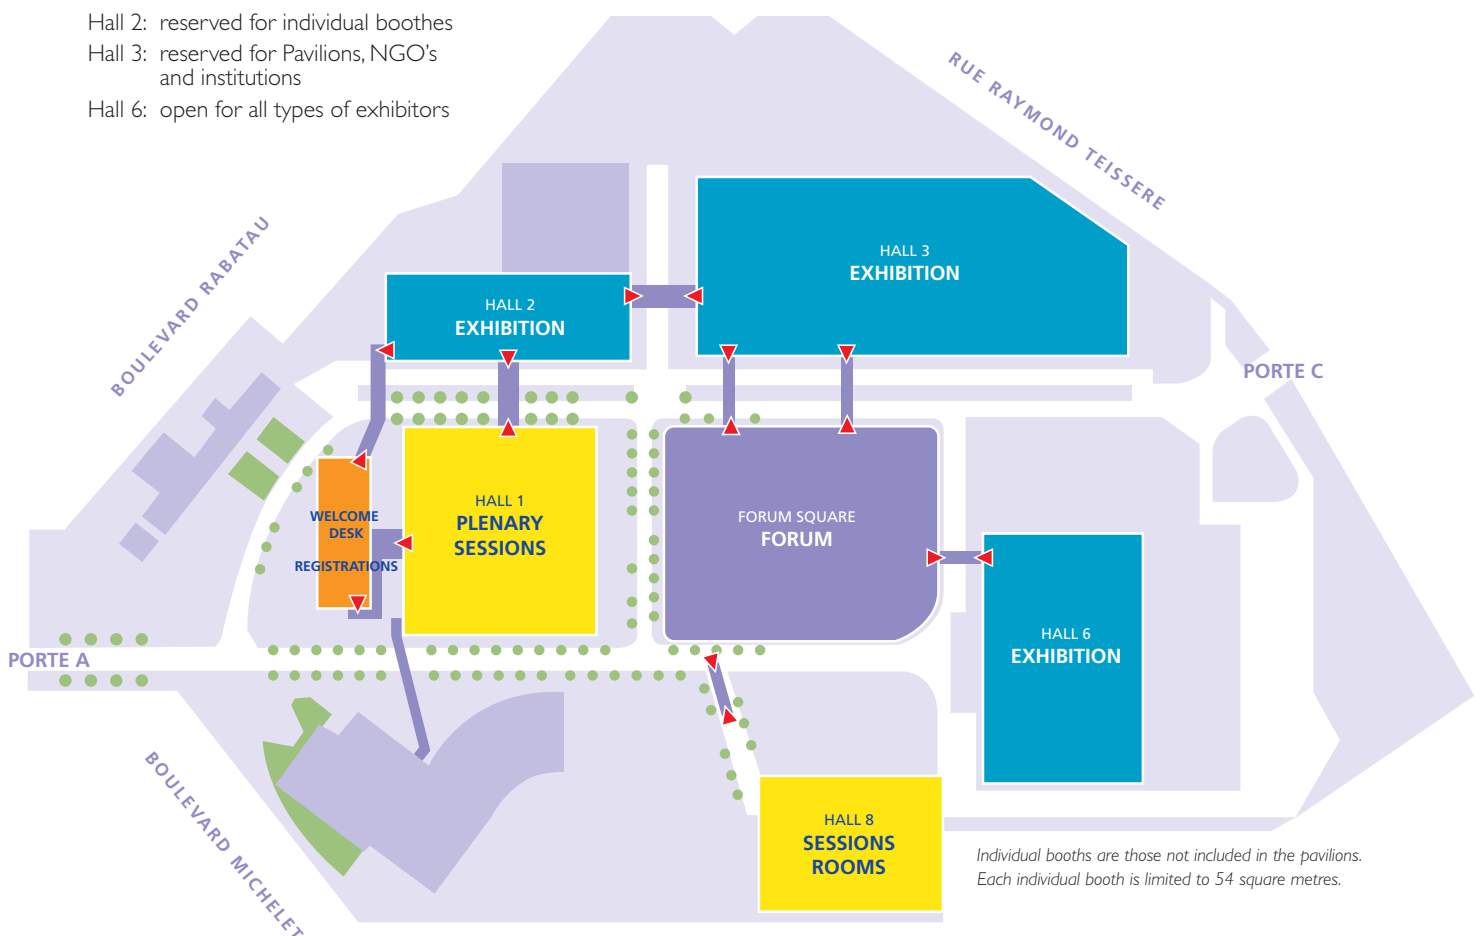 Hall 2: reserved for individual boothes
Hall 3: reserved for Pavilions, NGO's
and institutions
Hall 6: open for all types of exhibitors
RUE RAYMOND TEISSERE
BOULEVARD RABATAU
HALL 3
EXHIBITION
HALL 2
EXHIBITION
PORTE C
HALL 1
PLENARY
SESSIONS
WELCOME
DESK
REGISTRATIONS
FORUM SQUARE
FORUM
HALL 6
EXHIBITION
PORTE A
BOULEVARD MICHELET
HALL 8
SESSIONS
ROOMS
Individual booths are those not included in the pavilions.
Each individual booth is limited to 54 square metres.